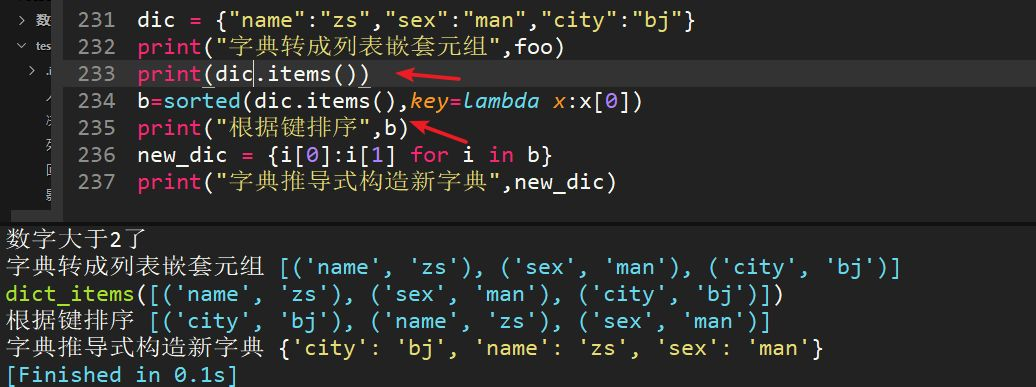 数
tes
231 dic = {"name":"zs","sex":"man","city":"bj"}
232 print("字典转成列表嵌套元组",foo)
233 print(dic.items())
234 b=sorted(dic.items(),key=lambda x:x[0])
235 print("根据键排序",b)
236 new_dic = {i[0]:i[1] for i in b}
237 print("字典推导式构造新字典",new_dic)
数字大于2了
字典转成列表嵌套元组 [('name', 'zs'), ('sex', 'man'), ('city', 'bj')]
dict_items([('name', 'zs'), ('sex', 'man'), ('city', 'bj')])
根据键排序 [('city', 'bj'), ('name', 'zs'), ('sex', 'man')]
字典推导式构造新字典 {'city': 'bj', 'name': 'zs', 'sex': 'man'}
[Finished in 0.1s]